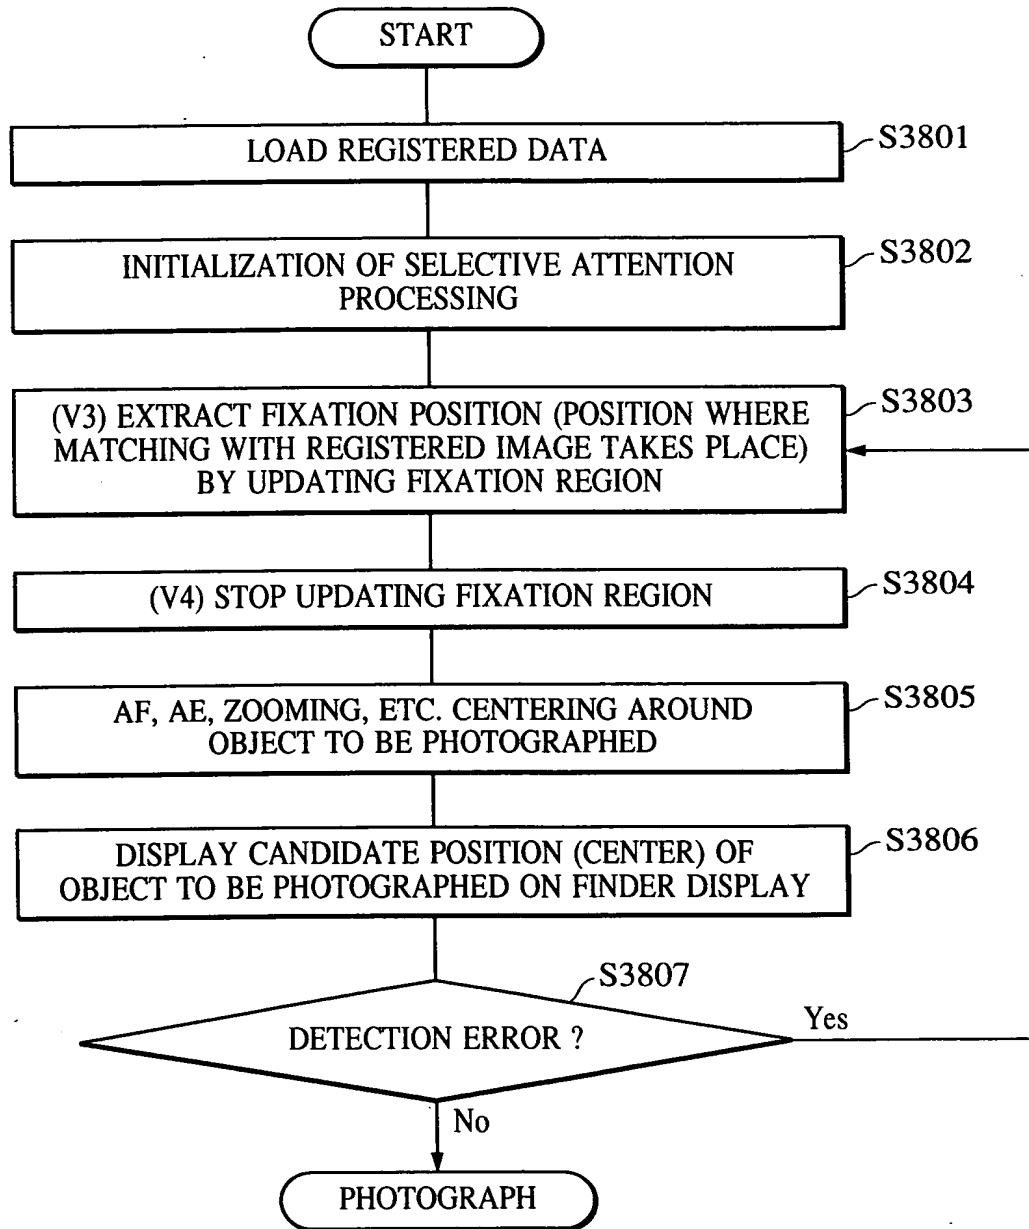 START
LOAD REGISTERED DATA
S3801
INITIALIZATION OF SELECTIVE ATTENTION
PROCESSING
S3802
(V3) EXTRACT FIXATION POSITION (POSITION WHERE
MATCHING WITH REGISTERED IMAGE TAKES PLACE)
BY UPDATING FIXATION REGION
S3803
(V4) STOP UPDATING FIXATION REGION
S3804
AF, AE, ZOOMING, ETC. CENTERING AROUND
OBJECT TO BE PHOTOGRAPHED
S3805
DISPLAY CANDIDATE POSITION (CENTER) OF
OBJECT TO BE PHOTOGRAPHED ON FINDER DISPLAY
S3806
S3807
DETECTION ERROR ?
Yes
No
PHOTOGRAPH